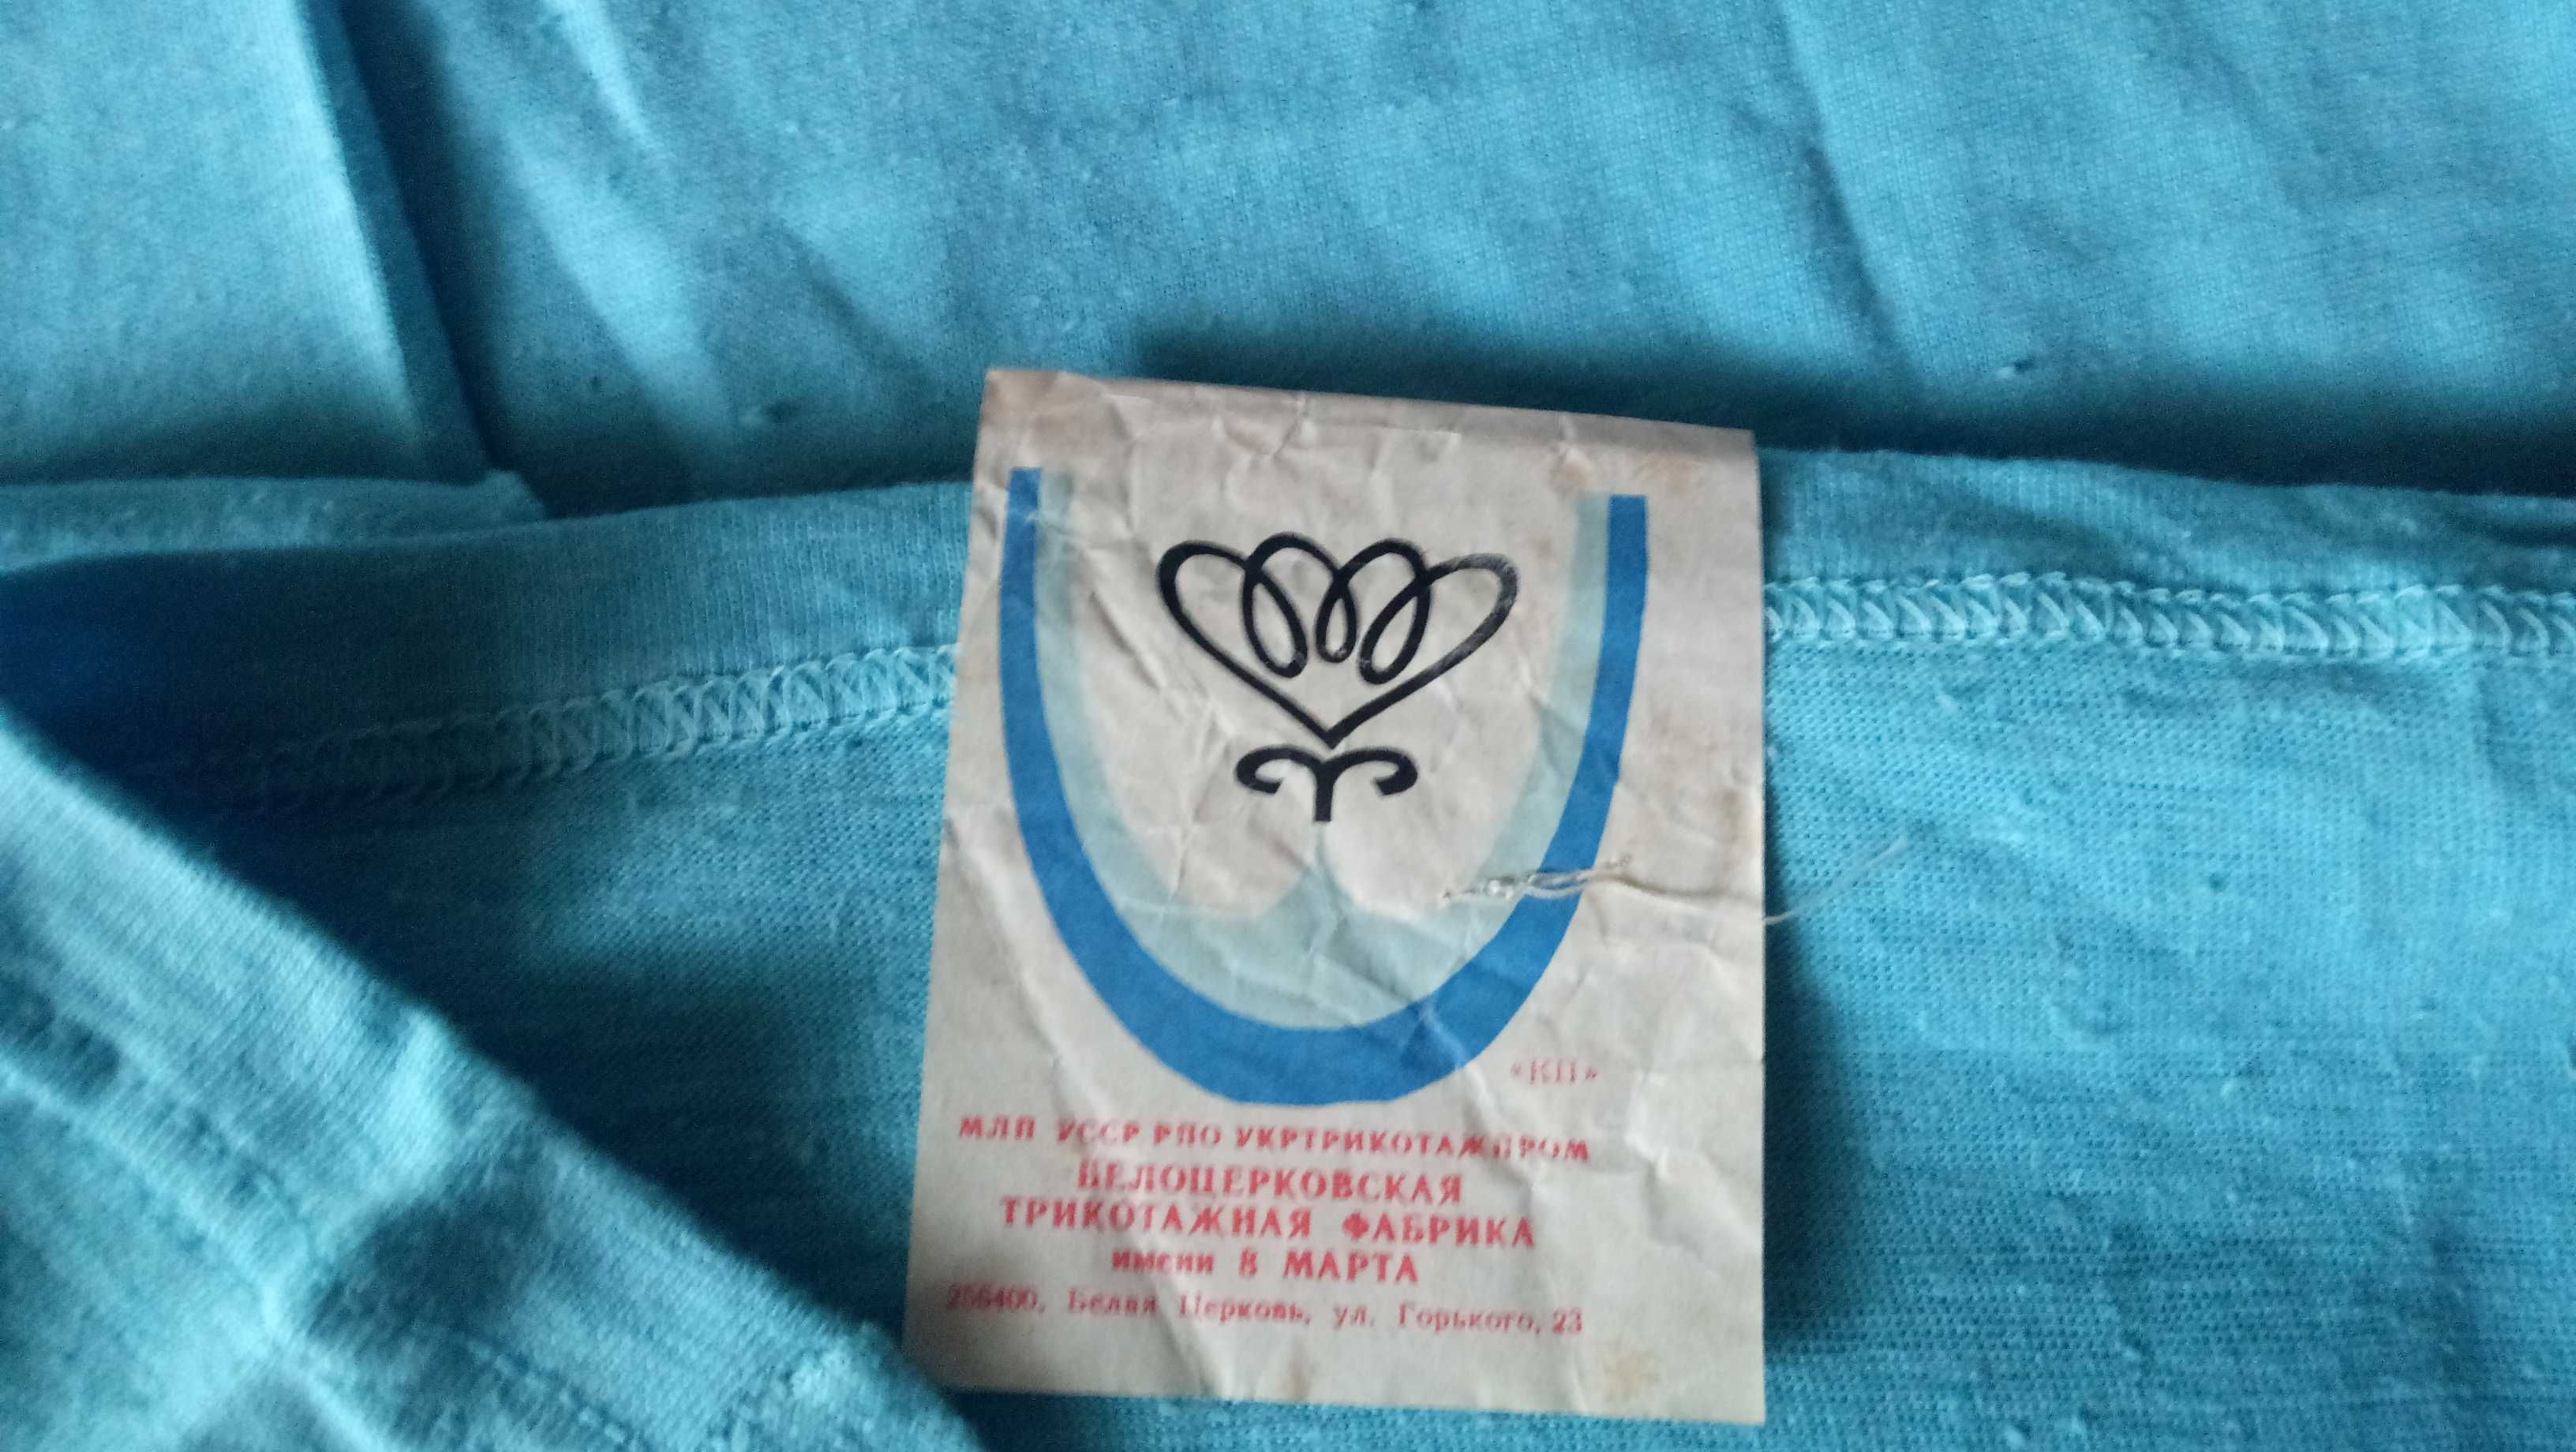 «КП»
МЛП УССР РПО УКРТРИКОТАЖПРОМ
БЕЛОЦЕРКОВСКАЯ
ТРИКОТАЖНАЯ ФАБРИКА
имени 8 МАРТА
256400, Белая Церковь, ул. Горького, 23